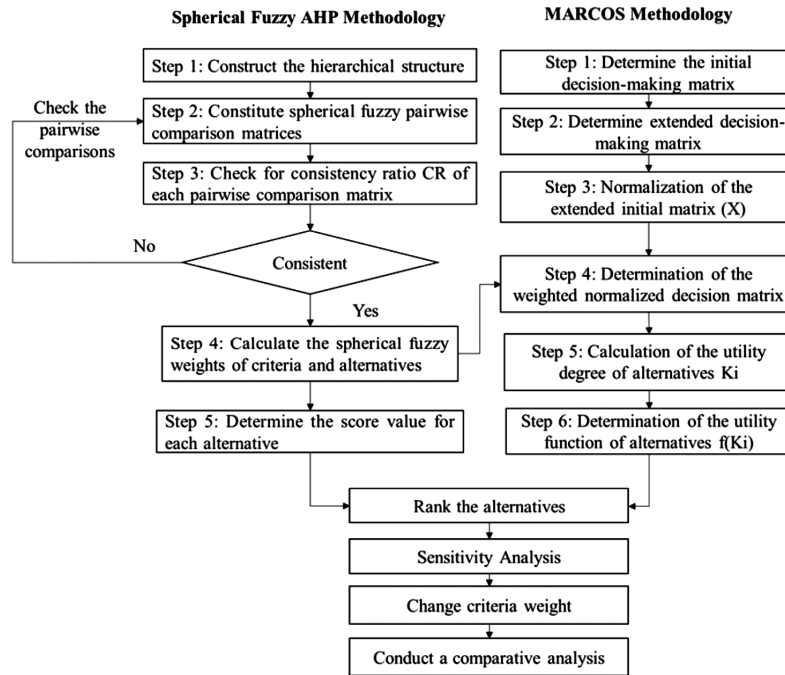 Spherical Fuzzy AHP Methodology
Step 1: Construct the hierarchical structure
Check the
pairwise
comparisons
Step 2: Constitute spherical fuzzy pairwise
comparison matrices
Step 3: Check for consistency ratio CR of
each pairwise comparison matrix
No
Consistent
Yes
Step 4: Calculate the spherical fuzzy
weights of criteria and alternatives
Step 5: Determine the score value for
each alternative
MARCOS Methodology
Step 1: Determine the initial
decision-making matrix
Step 2: Determine extended decision-
making matrix
Step 3: Normalization of the
extended initial matrix (X)
Step 4: Determination of the
weighted normalized decision matrix
Step 5: Calculation of the utility
degree of alternatives Ki
Step 6: Determination of the utility
function of alternatives f(Ki)
Rank the alternatives
Sensitivity Analysis
Change criteria weight
Conduct a comparative analysis